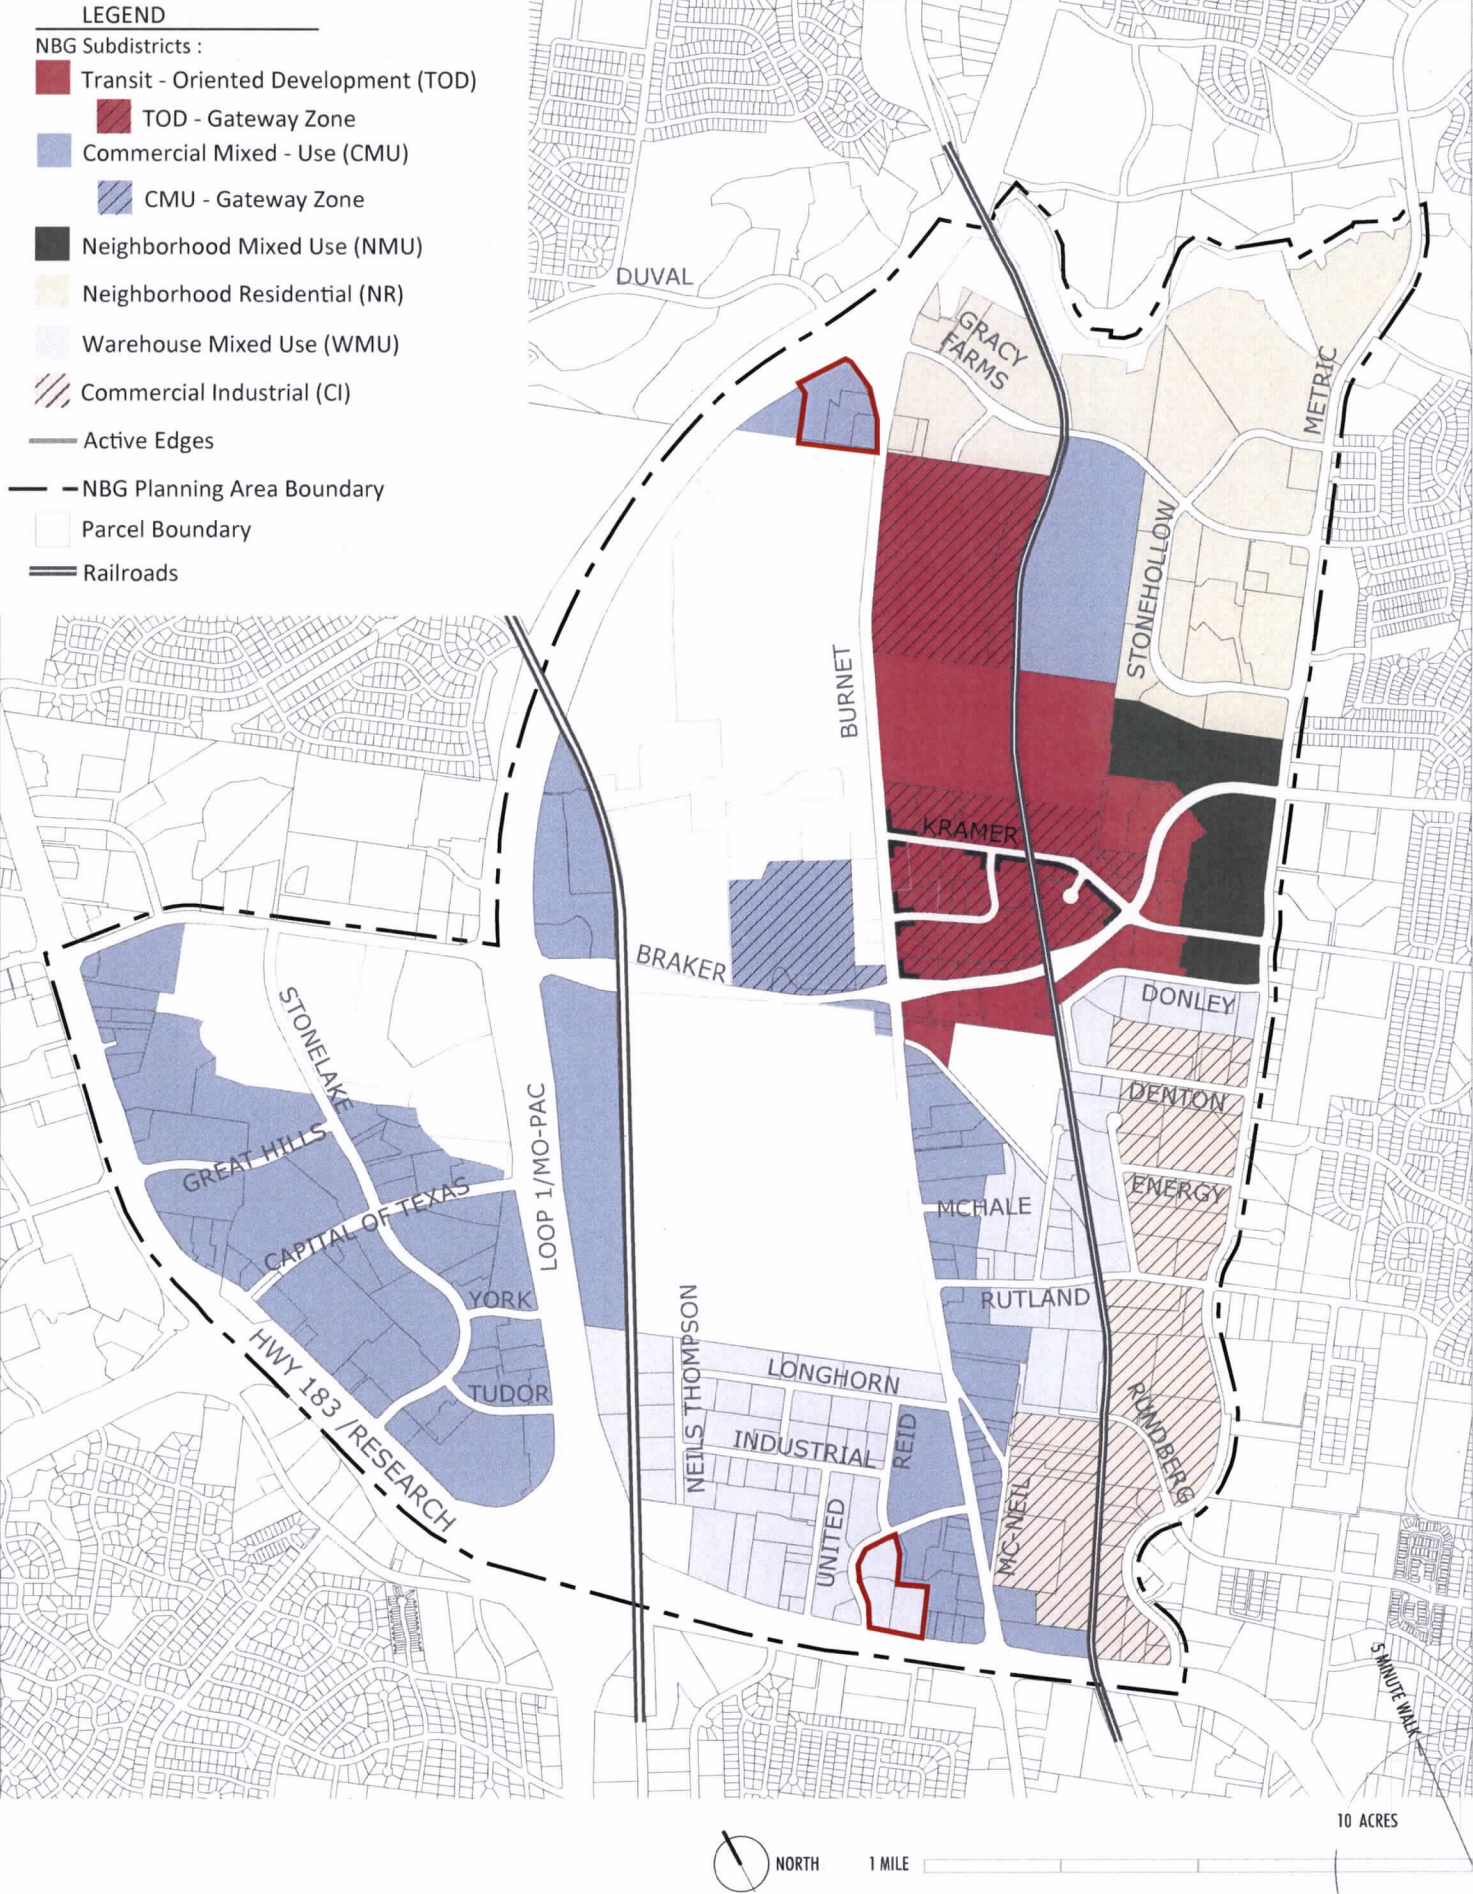 LEGEND
NBG Subdistricts :
Transit - Oriented Development (TOD)
TOD - Gateway Zone
Commercial Mixed - Use (CMU)
CMU - Gateway Zone
Neighborhood Mixed Use (NMU)
Neighborhood Residential (NR)
Warehouse Mixed Use (WMU)
Commercial Industrial (CI)
Active Edges
NBG Planning Area Boundary
Parcel Boundary
Railroads
DUVAL
GRACY
FARMS
METRIC
STONEHOLLOW
BURNET
KRAMER
BRAKER
DONLEY
STONELAKE
DENTON
GREAT HILLS
LOOP 1/MO-PAC
ENERGY
CAPITAL OF TEXAS
MCHALE
YORK
RUTLAND
NEILS THOMPSON
HWY 183 /RESEARCH
LONGHORN
TUDOR
RUNDBERG
REID
INDUSTRIAL
MC-NEIL
UNITED
5 MINUTE WALK
10 ACRES
NORTH
1 MILE